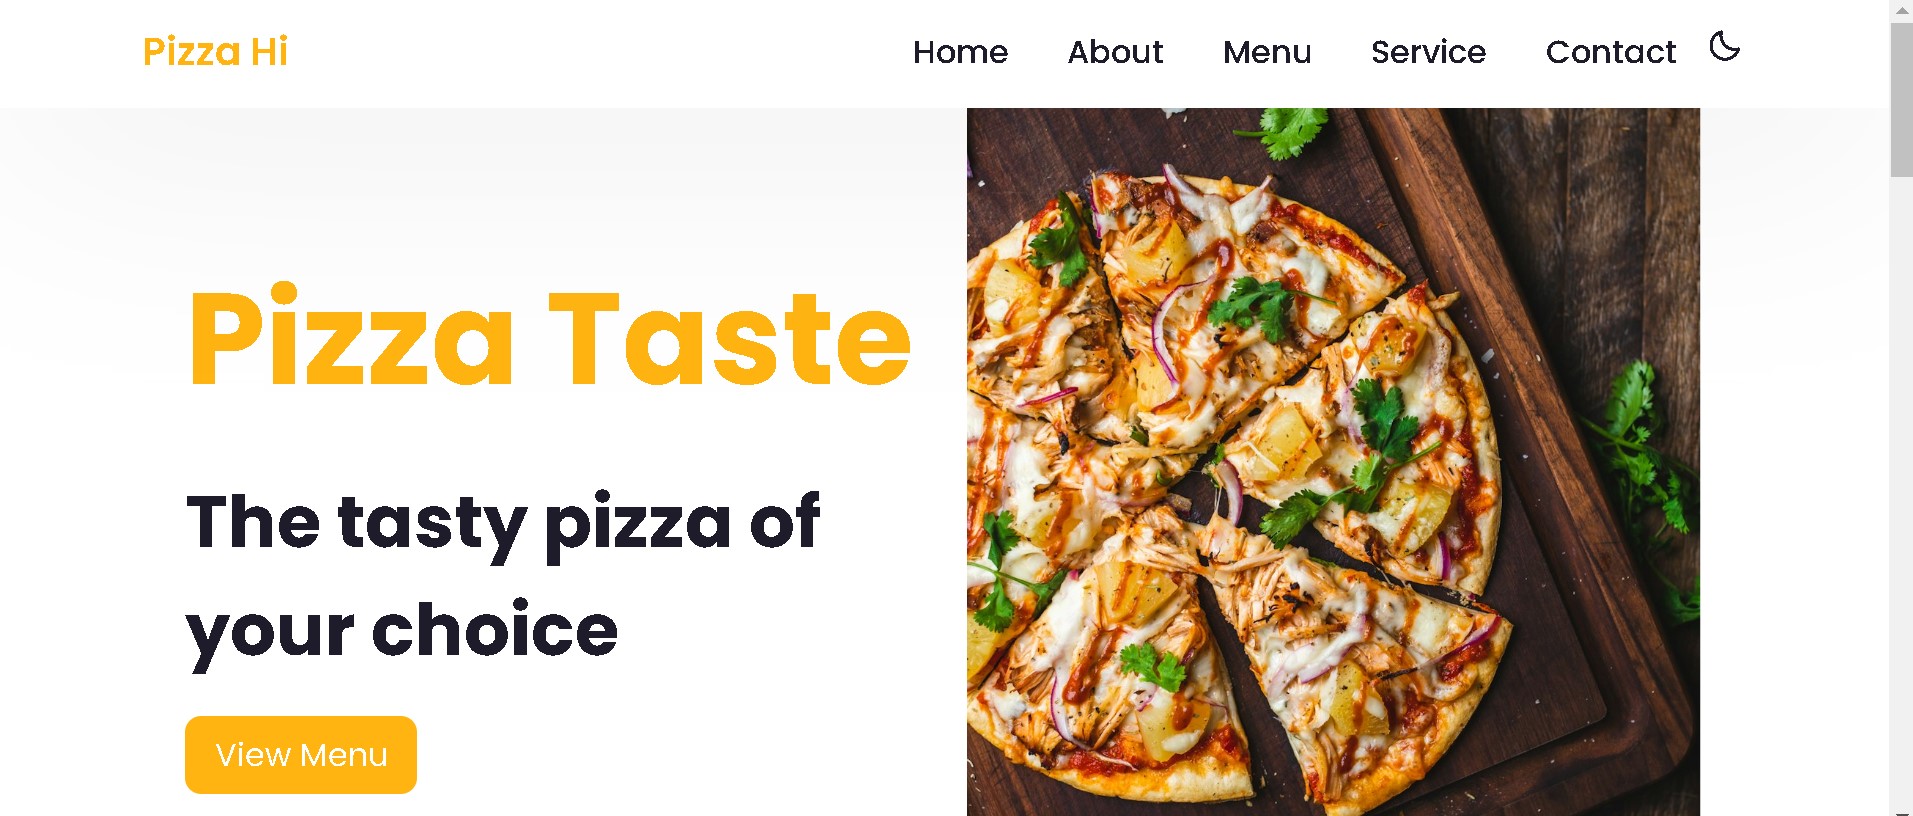 Pizza Hi
Home About Menu Service Contact
Pizza Taste
The tasty pizza of
your choice
View Menu